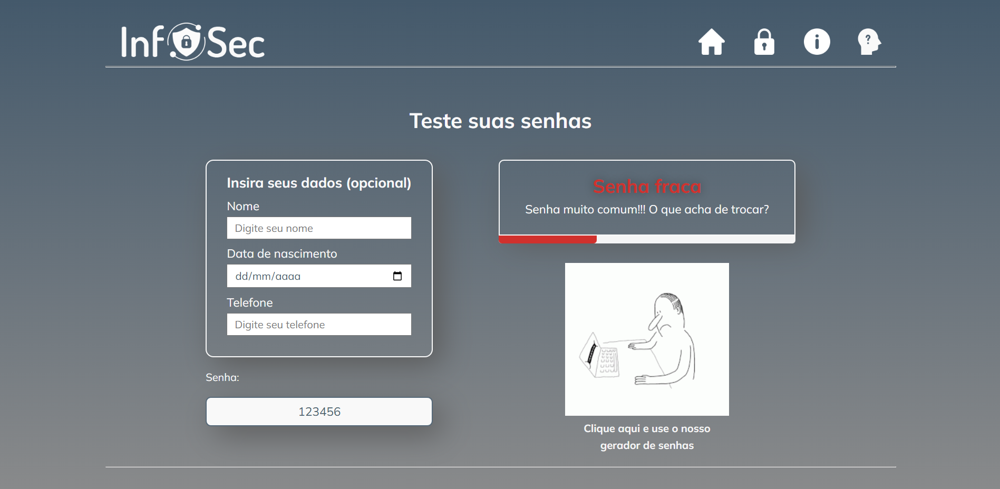 InfoSec
?
Teste suas senhas
Insira seus dados (opcional)
Nome
Digite seu nome
Data de nascimento
dd/mm/aaaa
Telefone
Digite seu telefone
Senha:
123456
Senha fraca
Senha muito comum!!! O que acha de trocar?
Clique aqui e use o nosso
gerador de senhas